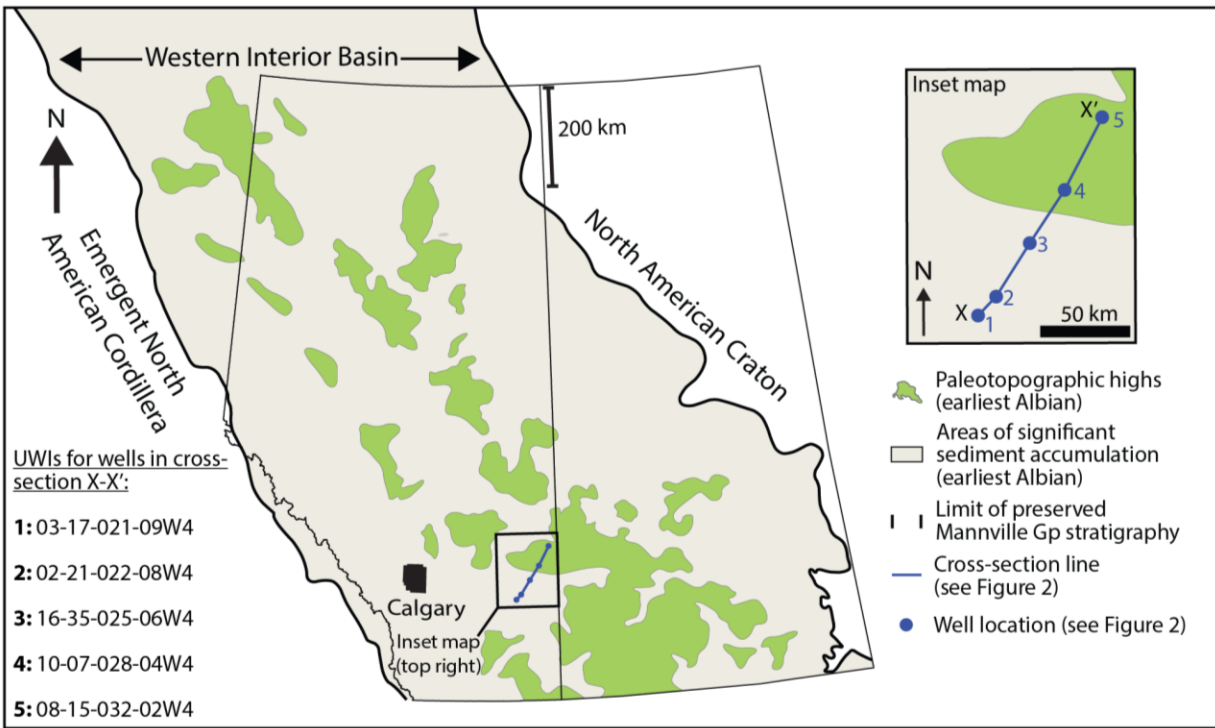 Western Interior Basin
N
200 km
Emergent North
American Cordillera
North American Craton
UWIs for wells in cross-
section X-X':
1: 03-17-021-09W4
2: 02-21-022-08W4
3: 16-35-025-06W4
4: 10-07-028-04W4
5: 08-15-032-02W4
Calgary
Inset map
(top right)
Inset map
X'
5
4
3
N
2
X
1
50 km
Paleotopographic highs
(earliest Albian)
Areas of significant
sediment accumulation
(earliest Albian)
Limit of preserved
Mannville Gp stratigraphy
Cross-section line
(see Figure 2)
Well location (see Figure 2)